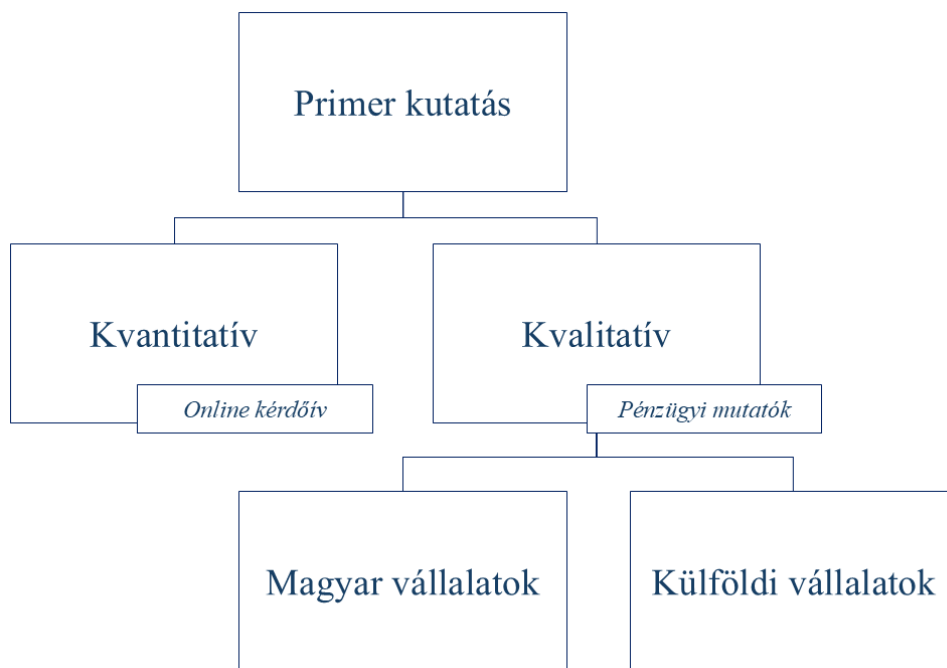 Primer kutatás
Kvantitatív
Online kérdőív
Kvalitatív
Pénzügyi mutatók
Magyar vállalatok
Külföldi vállalatok